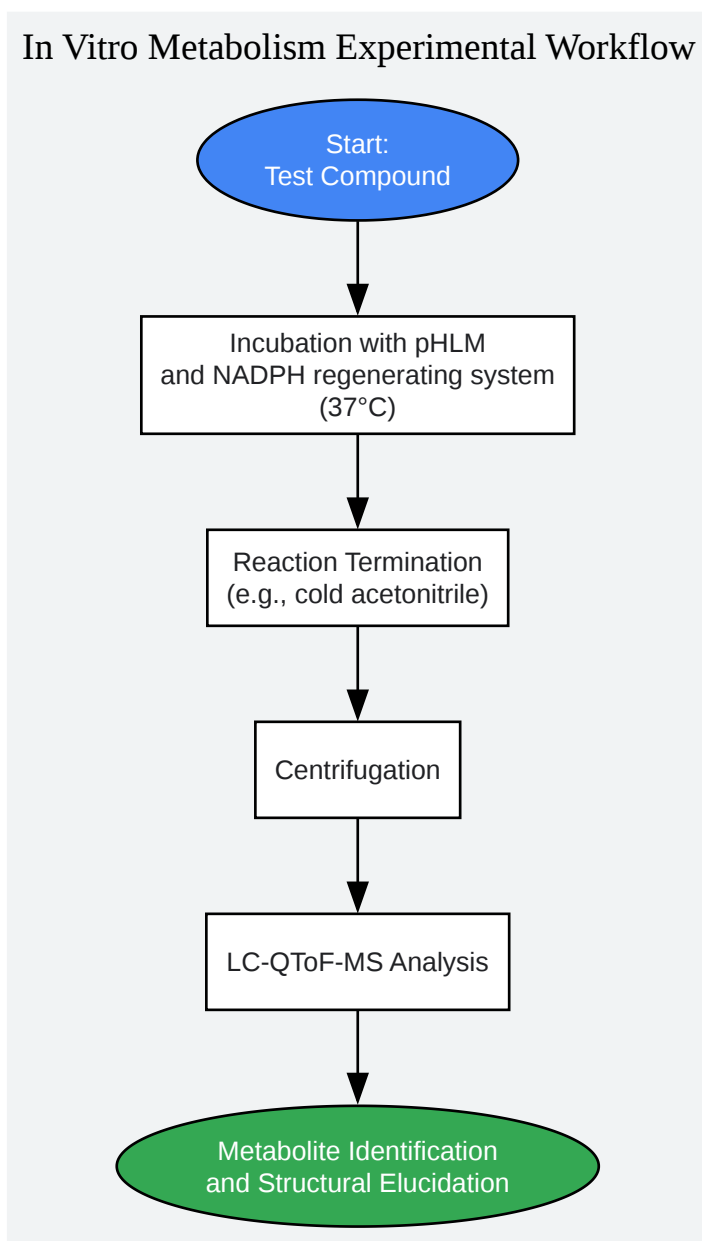 In Vitro Metabolism Experimental Workflow
Start:
Test Compound
Incubation with pHLM
and NADPH regenerating system
(37°C)
Reaction Termination
(e.g., cold acetonitrile)
Centrifugation
LC-QToF-MS Analysis
Metabolite Identification
and Structural Elucidation